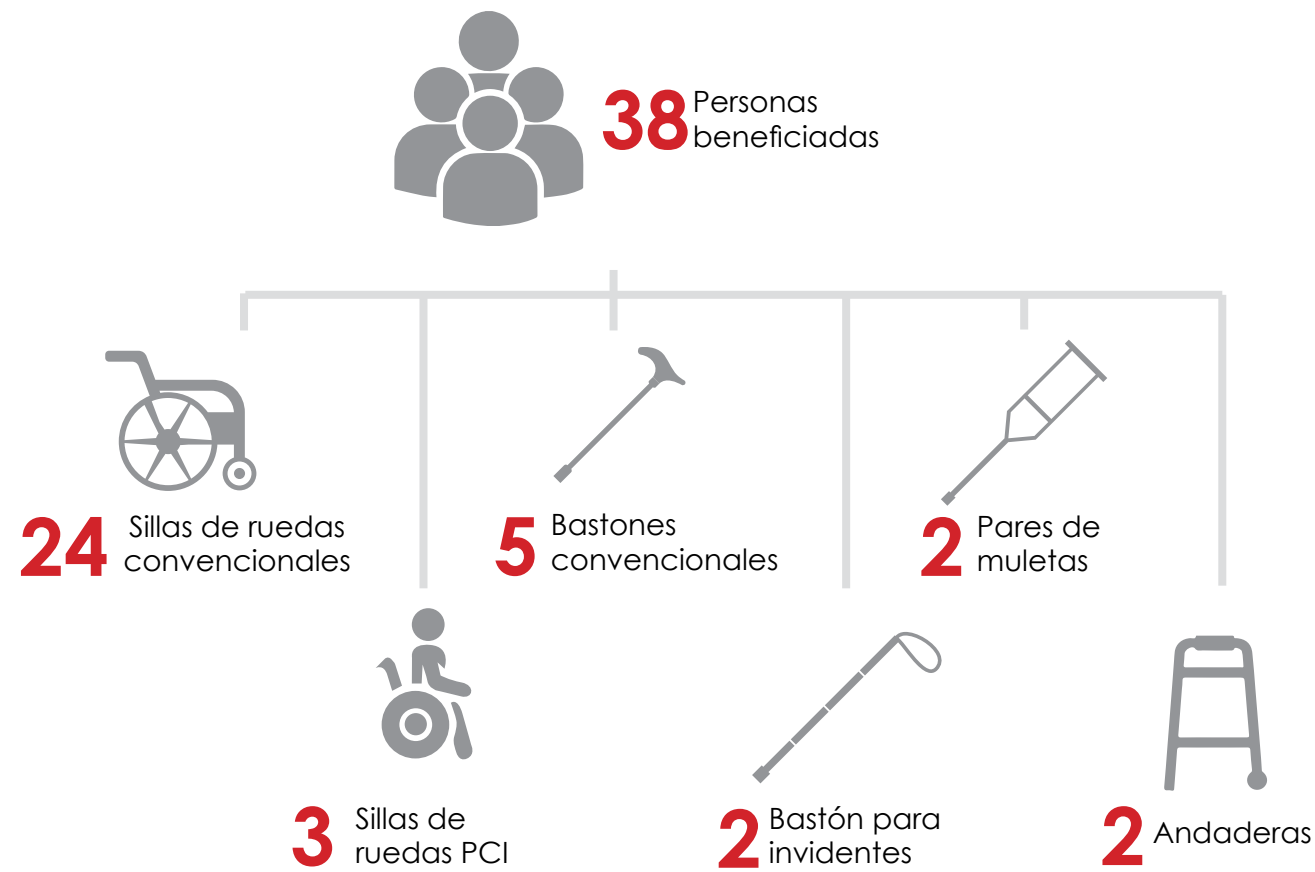 38 Personas
beneficiadas
24 Sillas de ruedas
convencionales
5 Bastones
convencionales
2 Pares de
muletas
3 Sillas de
ruedas PCI
2 Bastón para
invidentes
2 Andaderas